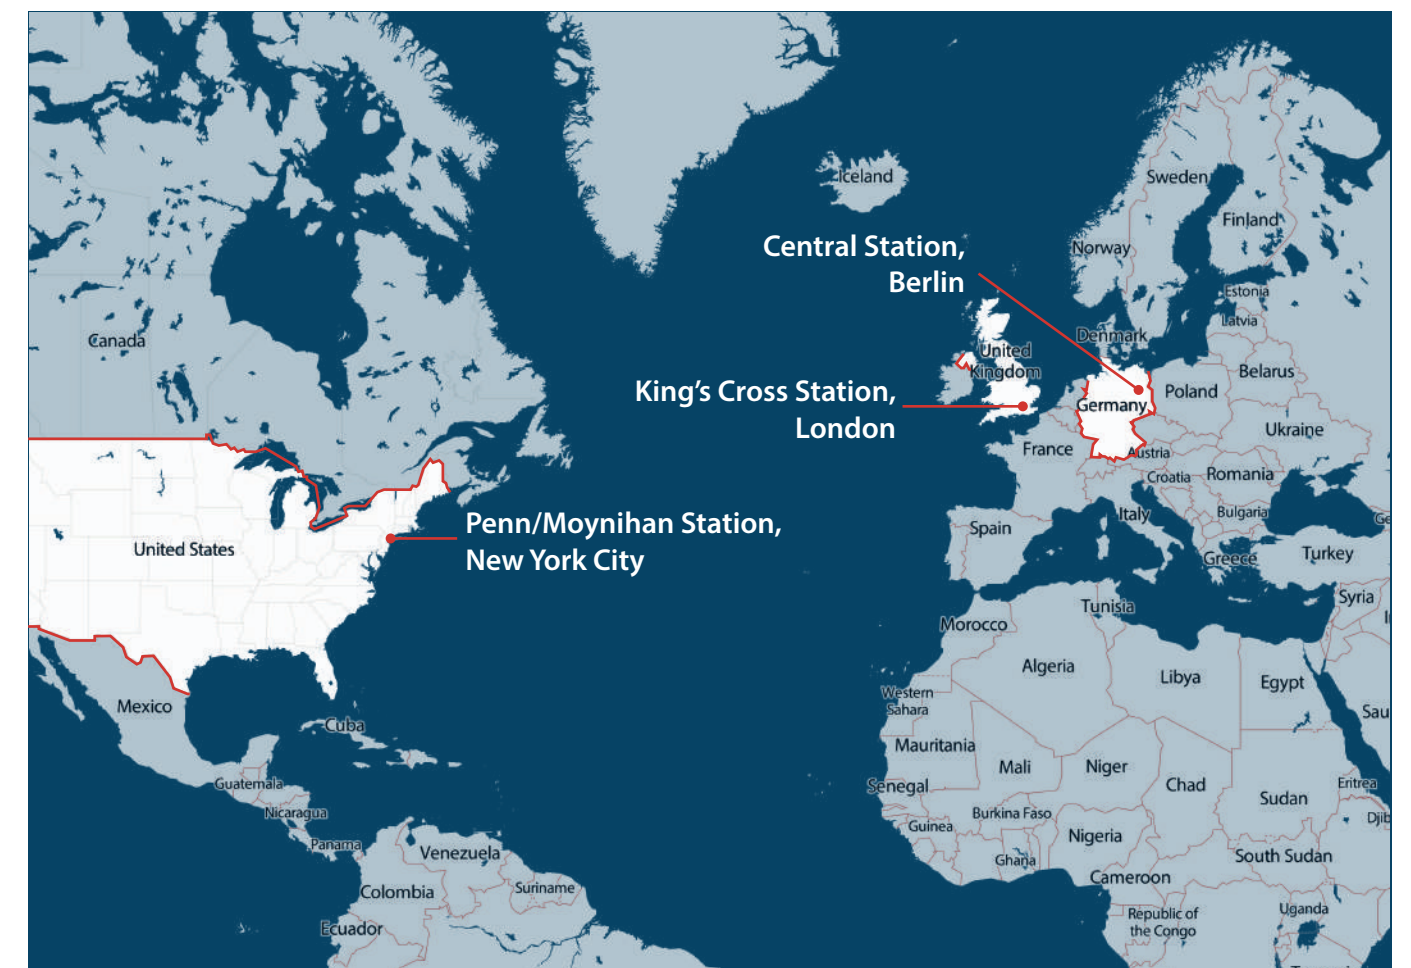 Iceland
Sweden
Finland
Norway
Central Station,
Berlin
Estonia
Latvia
Denmark
Canada
United
Kingdom
Belarus
King's Cross Station,
London
Poland
Germany
Ukraine
France
Austria
Croatia
Romania
Bulgaria
Italy
Spain
Greece
Turkey
Penn/Moynihan Station,
New York City
United States
Syria
Tunisia
Morocco
Algeria
Libya
Egypt
Western
Sahara
Sau
Mexico
Cuba
Mauritania
Mali
Niger
Chad
Sudan
Eritrea
Guatemala
Senegal
Nicaragua
Burkina Faso
Guinea
Djib
Nigeria
Panama
Venezuela
Ghana
South Sudan
Cameroon
Colombia
Suriname
Republic of
the Congo
Uganda
Ecuador